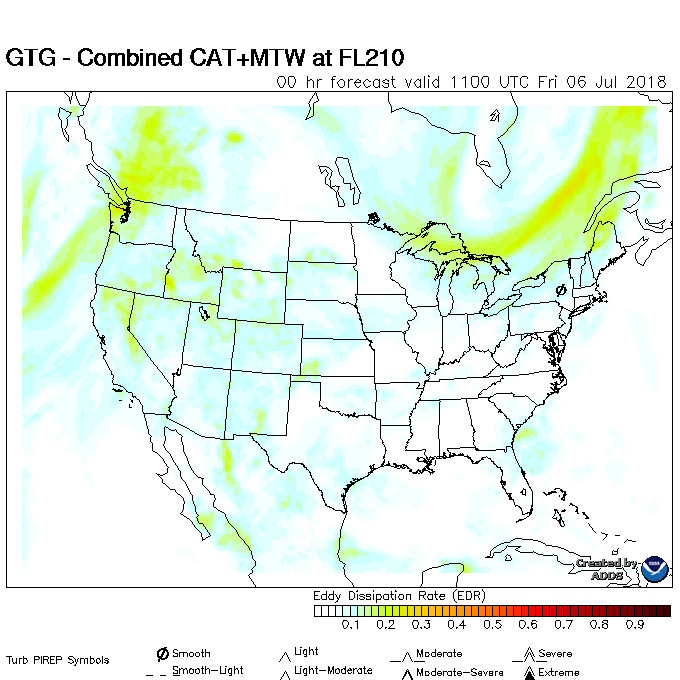 GTG - Combined CAT+MTW at FL210
00 hr forecast valid 1100 UTC Fri 06 Jul 2018
Created by
ADDS
Eddy Dissipation Rate (EDR)
0.1 0.2 0.3 0.4 0.5 0.6 0.7 0.8 0.9
Turb PIREP Symbols
Smooth Light Moderate Severe
Smooth-Light Light-Moderate Moderate-Severe Extreme